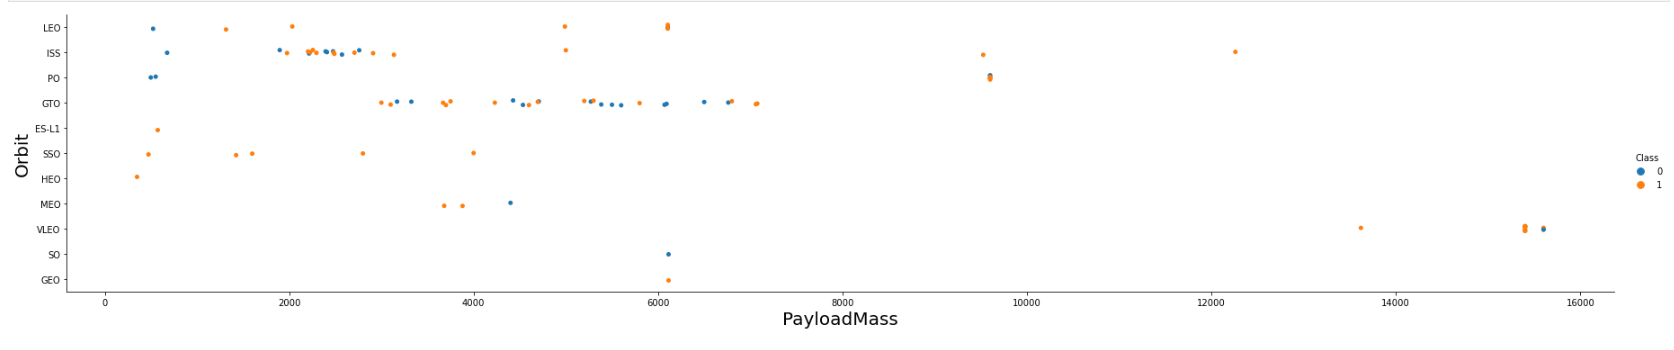 LEO
ISS
PO
GTO
ES-L1
SSO
HEO
MEO
VLEO
SO
GEO
Orbit
0 2000 4000 6000 8000 10000 12000 14000 16000
PayloadMass
Class
0
1